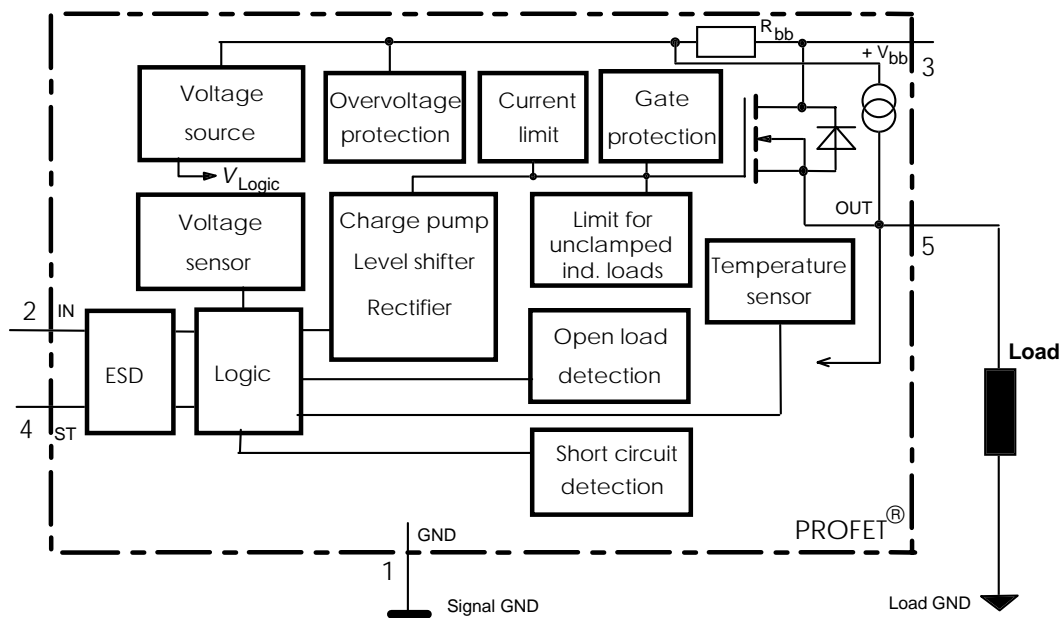 R bb
+ V bb
3
Voltage
source
Overvoltage
protection
Current
limit
Gate
protection
V Logic
OUT
5
Voltage
sensor
Charge pump
Level shifter
Rectifier
Limit for
unclamped
ind. loads
Temperature
sensor
2
IN
ESD
Logic
Open load
detection
Load
4
ST
Short circuit
detection
PROFET®
GND
1
Signal GND
Load GND